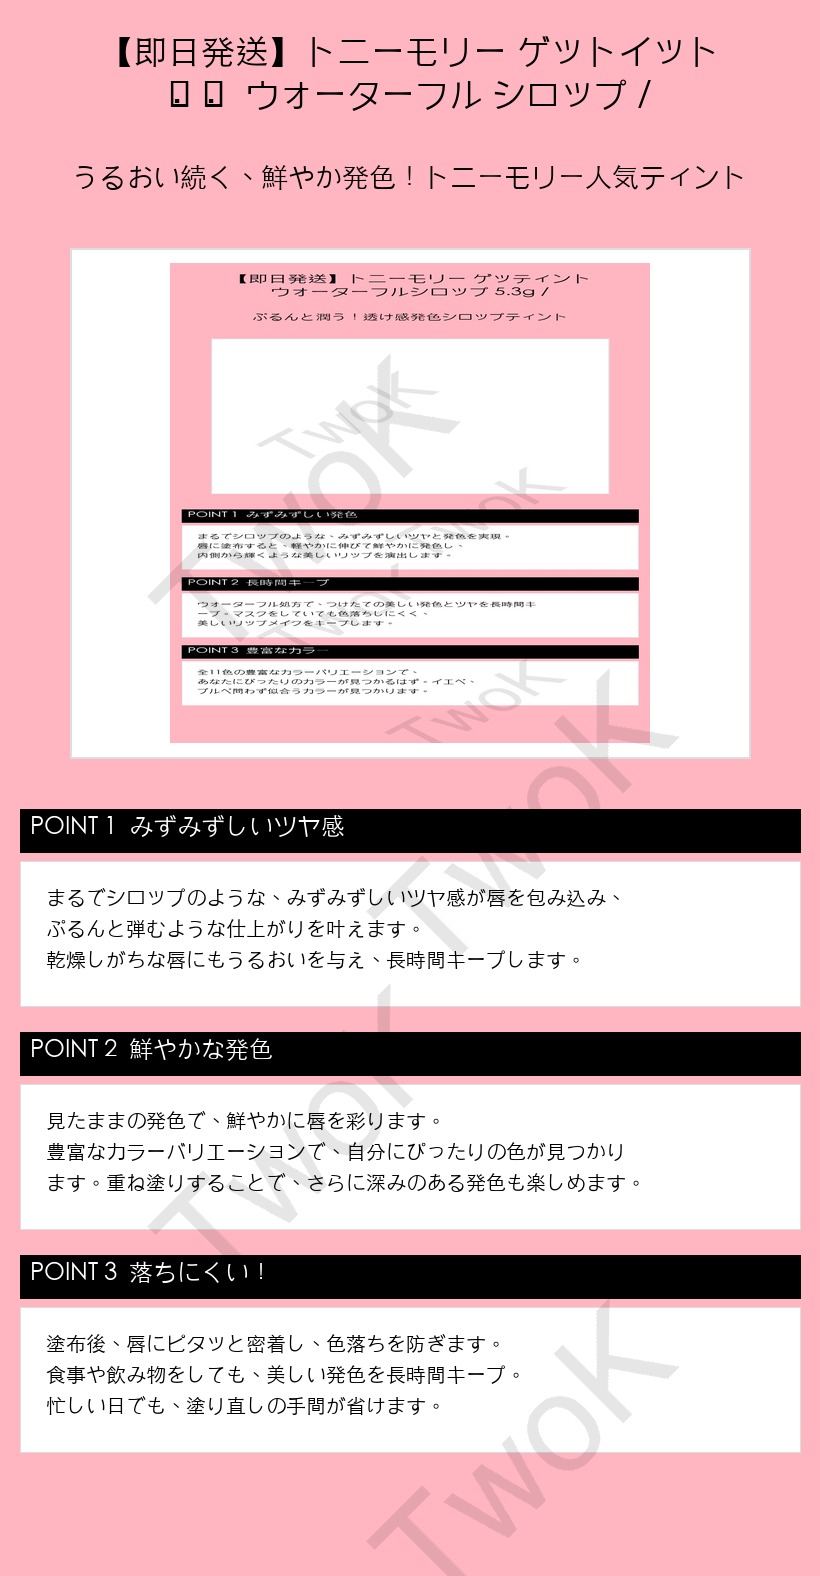 【即日発送】トニーモリー ゲットイット
ウォーターフル シロップ /
うるおい続く、鮮やか発色！トニーモリー人気ティント
【即日発送】トニーモリー ゲッティント
ウォーターフルシロップ 5.3g /
ぷるんと潤う！透け感発色シロップティント
POINT 1 みずみずしい発色
まるでシロップのような、みずみずしいツヤと発色を実現。
唇に塗布すると、軽やかに伸びて鮮やかに発色し、
内側から輝くような美しいリップを演出します。
POINT 2 長時間キープ
ウォーターフル処方で、つけたての美しい発色とツヤを長時間キ
ープ。マスクをしていても色落ちしにくく、
美しいリップメイクをキープします。
POINT 3 豊富なカラー
全11色の豊富なカラーバリエーションで、
あなたにぴったりのカラーが見つかるはず。イエベ、
ブルベ問わず似合うカラーが見つかります。
TwoK
TwoK
TwoK
TwoK
TwoK
TwoK
POINT 1 みずみずしいツヤ感
まるでシロップのような、みずみずしいツヤ感が唇を包み込み、
ぷるんと弾むような仕上がりを叶えます。
乾燥しがちな唇にもうるおいを与え、長時間キープします。
POINT 2 鮮やかな発色
見たままの発色で、鮮やかに唇を彩ります。
豊富なカラーバリエーションで、自分にぴったりの色が見つかり
ます。重ね塗りすることで、さらに深みのある発色も楽しめます。
TwoK
POINT 3 落ちにくい！
塗布後、唇にピタッと密着し、色落ちを防ぎます。
食事や飲み物をしても、美しい発色を長時間キープ。
忙しい日でも、塗り直しの手間が省けます。
TwoK